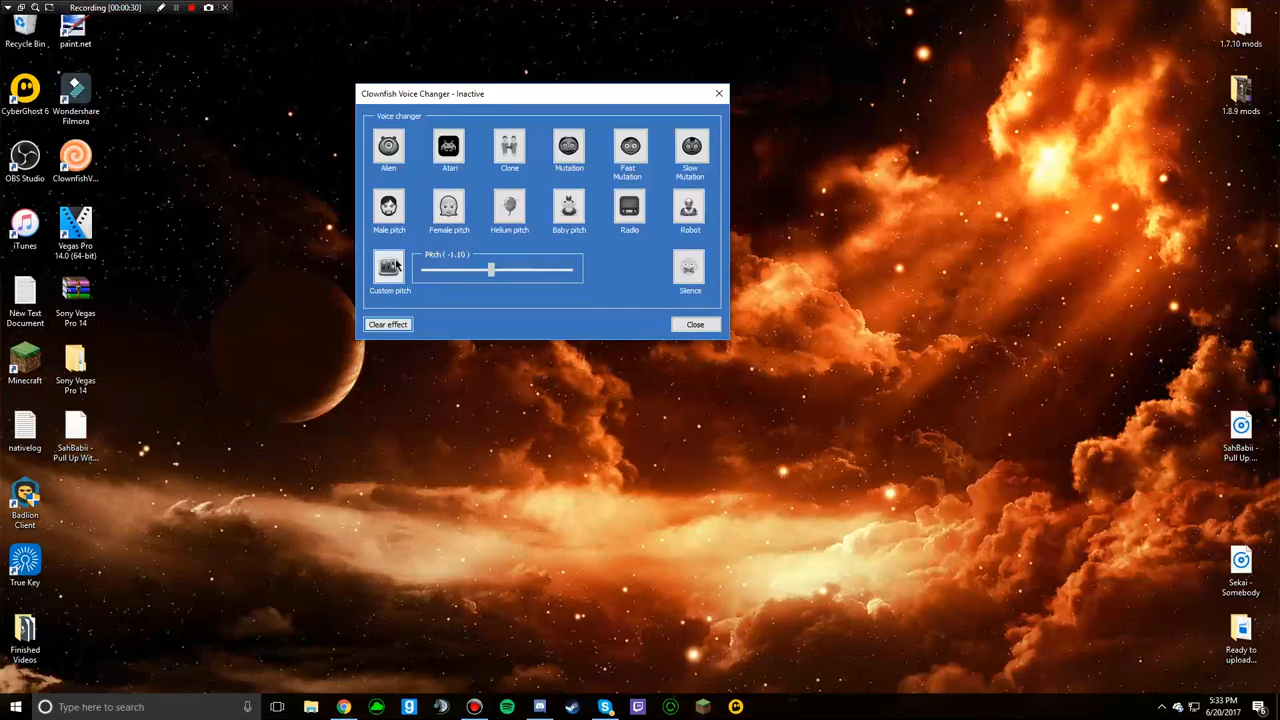 Recording [00:00:30]
Recycle Bin
paint.net
CyberGhost 6
Wondershare
Filmora
OBS Studio
ClownfishV...
iTunes
Vegas Pro
14.0 (64-bit)
New Text
Document
Sony Vegas
Pro 14
Minecraft
Sony Vegas
Pro 14
nativelog
SahBabii -
Pull Up Wit...
Badlion
Client
True Key
Finished
Videos
Clownfish Voice Changer - Inactive
Voice changer
Alien
Atari
Clone
Mutation
Fast
Mutation
Slow
Mutation
Male pitch
Female pitch
Helium pitch
Baby pitch
Radio
Robot
Pitch ( -1.10 )
Custom pitch
Silence
Clear effect
Close
1.7.10 mods
1.8.9 mods
SahBabii -
Pull Up ...
Sekai -
Somebody
Ready to
upload...
Type here to search
5:33 PM
6/20/2017